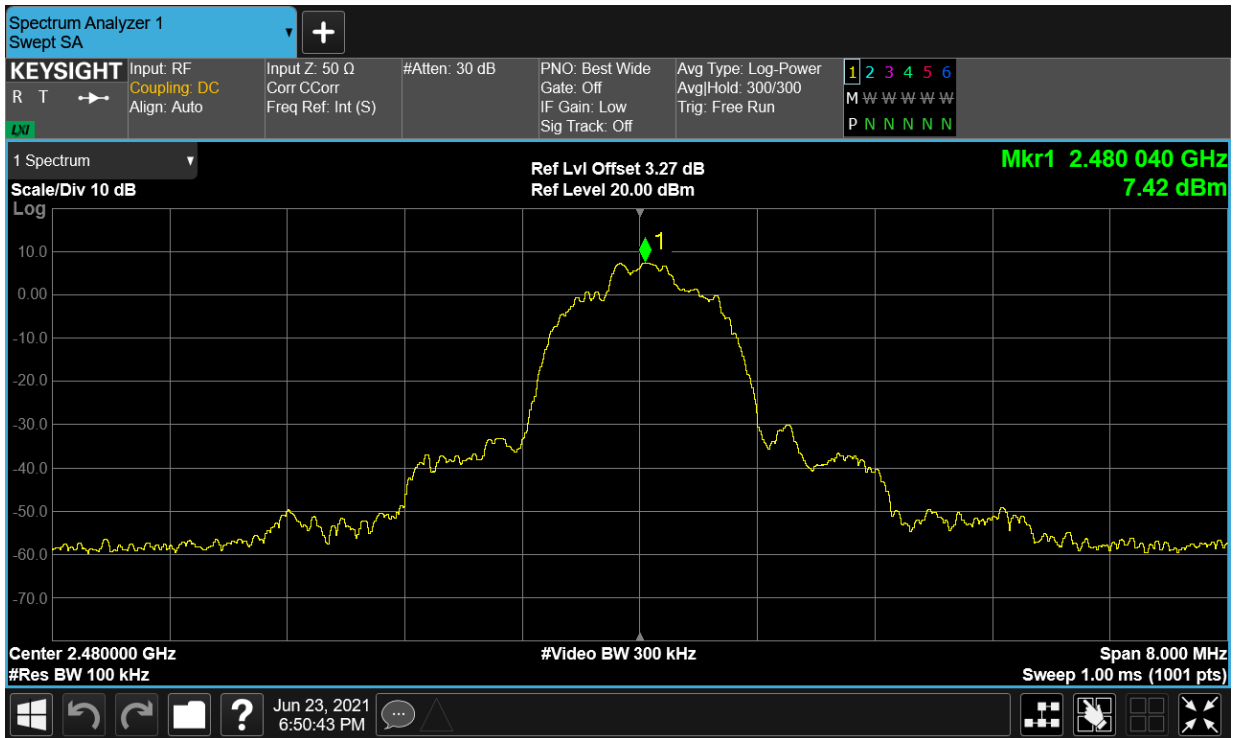 Spectrum Analyzer 1
Swept SA
KEYSIGHT
R T
LXI
Input: RF
Coupling: DC
Align: Auto
Input Z: 50 Ω
Corr CCorr
Freq Ref: Int (S)
#Atten: 30 dB
PNO: Best Wide
Gate: Off
IF Gain: Low
Sig Track: Off
Avg Type: Log-Power
Avg|Hold: 300/300
Trig: Free Run
1 2 3 4 5 6
M W W W W W
P N N N N N
1 Spectrum
Scale/Div 10 dB
Log
Ref Lvl Offset 3.27 dB
Ref Level 20.00 dBm
Mkr1 2.480 040 GHz
7.42 dBm
1
10.0
0.00
-10.0
-20.0
-30.0
-40.0
-50.0
-60.0
-70.0
Center 2.480000 GHz
#Res BW 100 kHz
#Video BW 300 kHz
Span 8.000 MHz
Sweep 1.00 ms (1001 pts)
?
Jun 23, 2021
6:50:43 PM